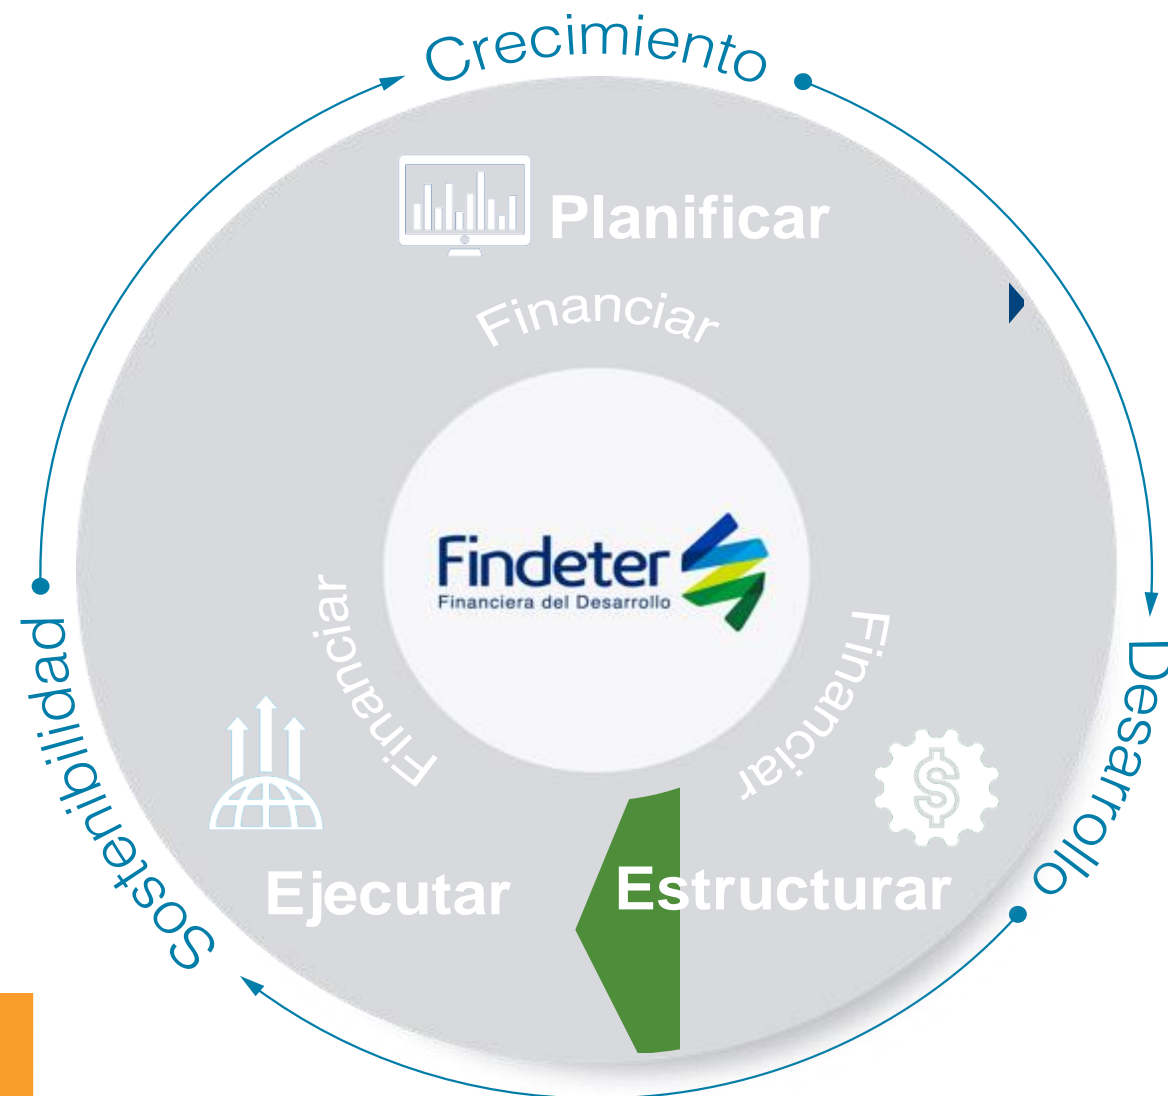 Crecimiento
Planificar
Financiar
Findeter
Financiera del Desarrollo
Financiar
Financiar
Desarrollo
$
Estructurar
Ejecutar
Sostenibilidad